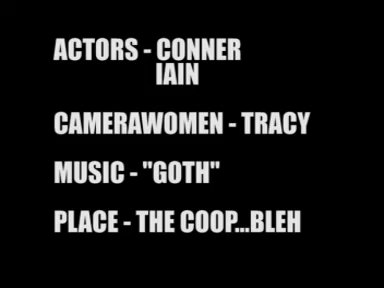 ACTORS - CONNER
IAIN
CAMERAWOMEN - TRACY
MUSIC - "GOTH"
PLACE - THE COOP...BLEH